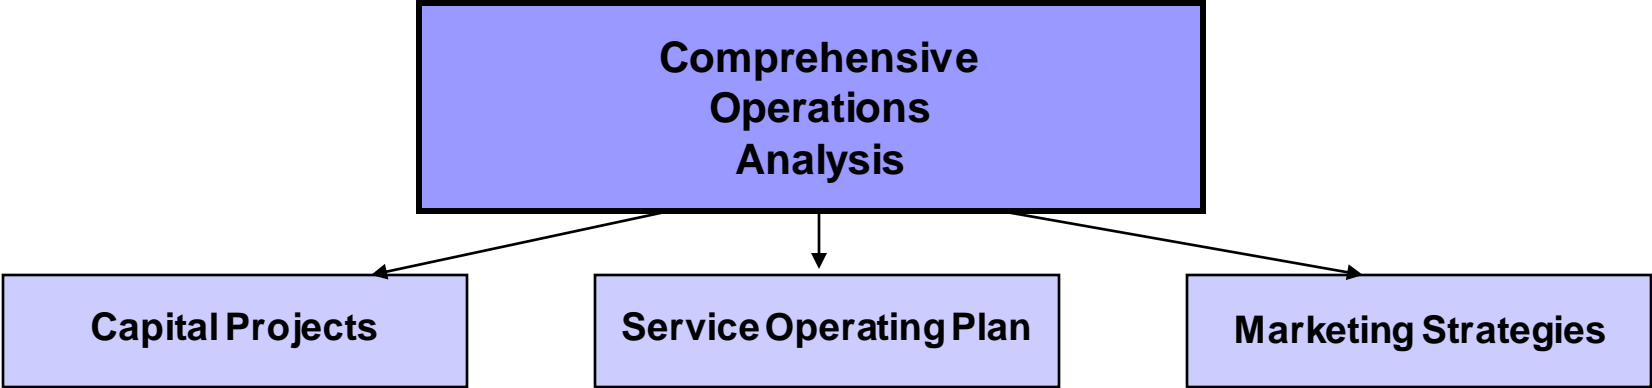 Comprehensive
Operations
Analysis
Capital Projects
Service Operating Plan
Marketing Strategies